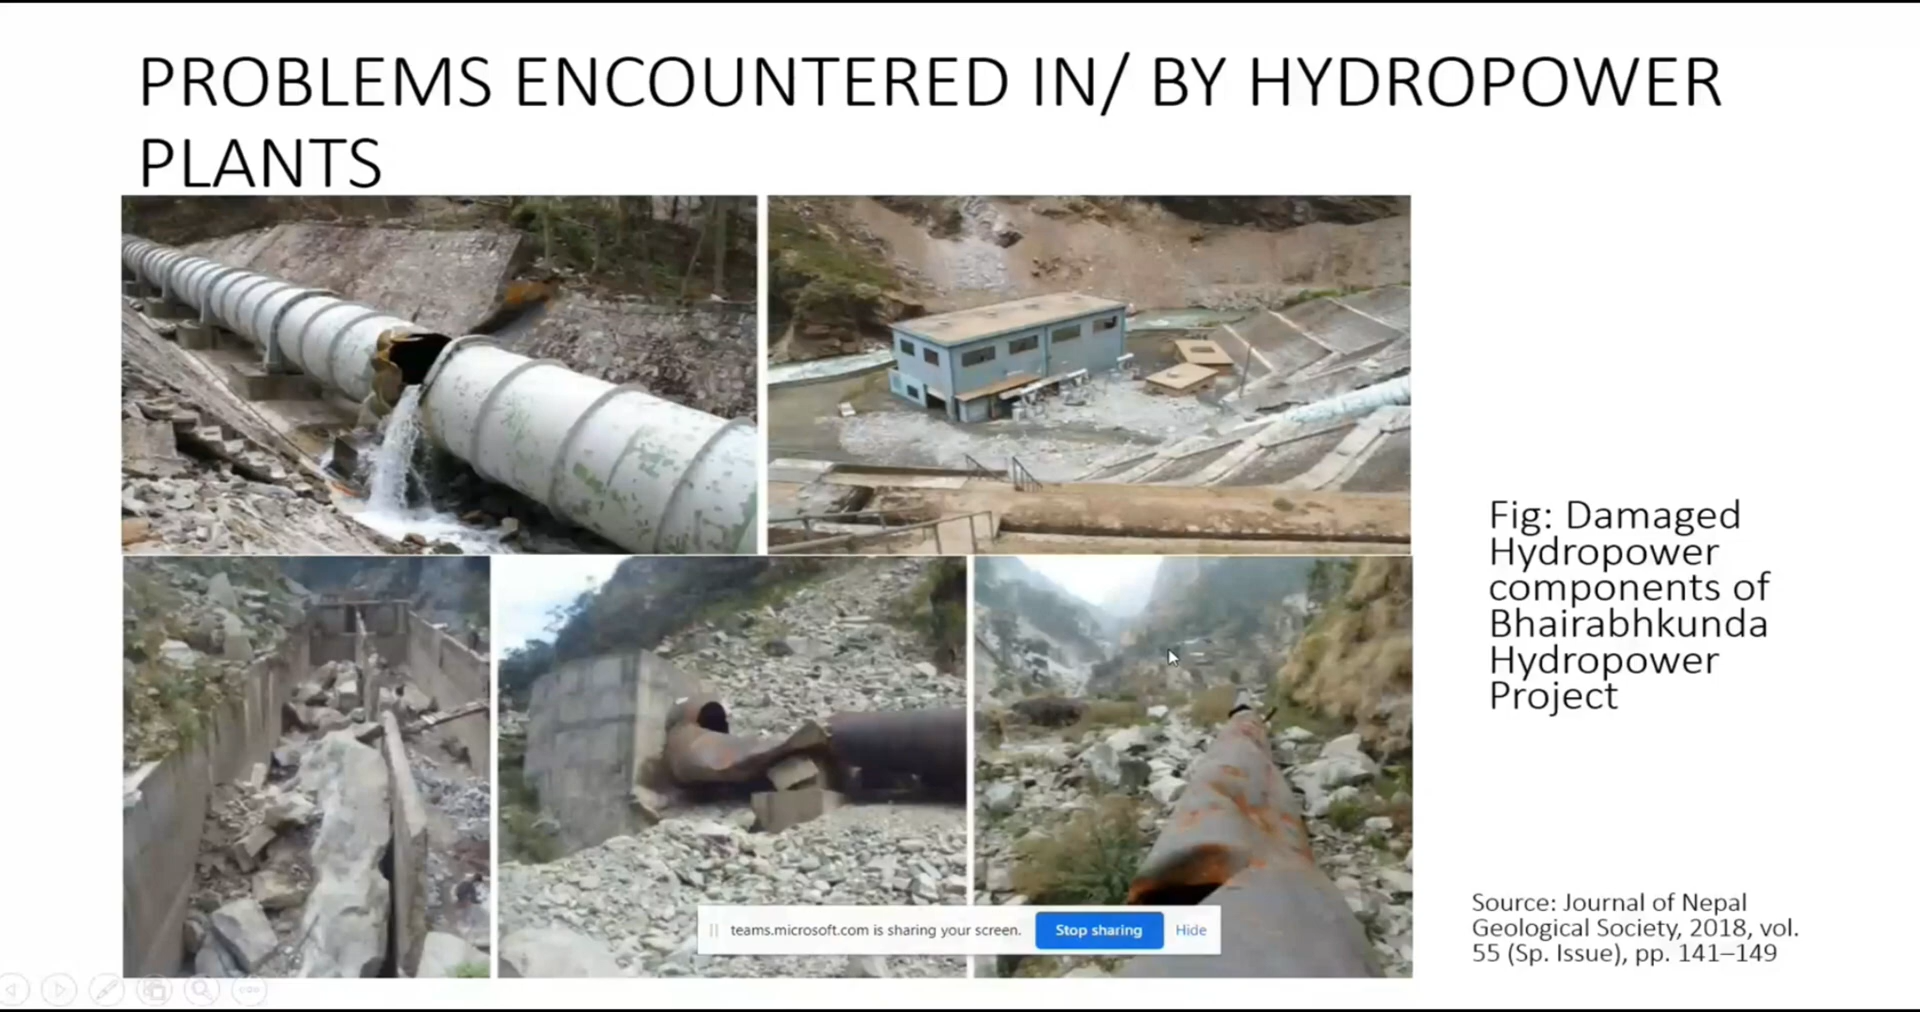 PROBLEMS ENCOUNTERED IN/ BY HYDROPOWER
PLANTS
Fig: Damaged
Hydropower
components of
Bhairabhkunda
Hydropower
Project
Source: Journal of Nepal
Geological Society, 2018, vol.
55 (Sp. Issue), pp. 141–149
teams.microsoft.com is sharing your screen.
Stop sharing
Hide